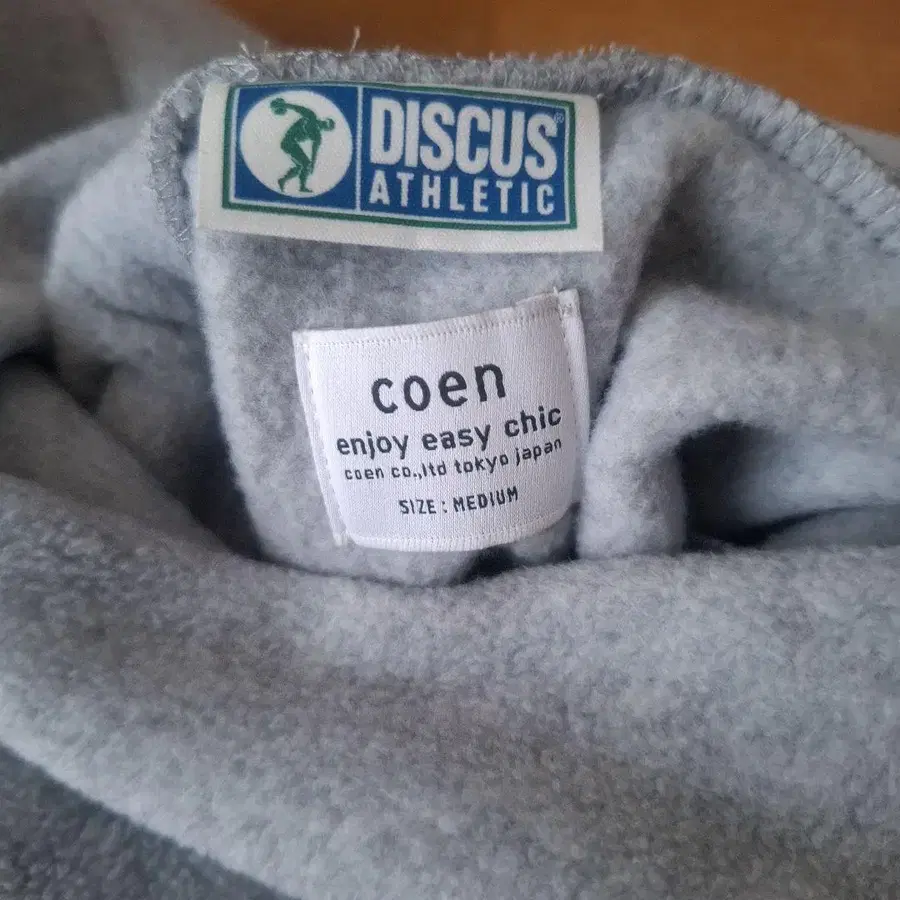 DISCUS®
ATHLETIC
coen
enjoy easy chic
coen co.,ltd tokyo japan
SIZE : MEDIUM